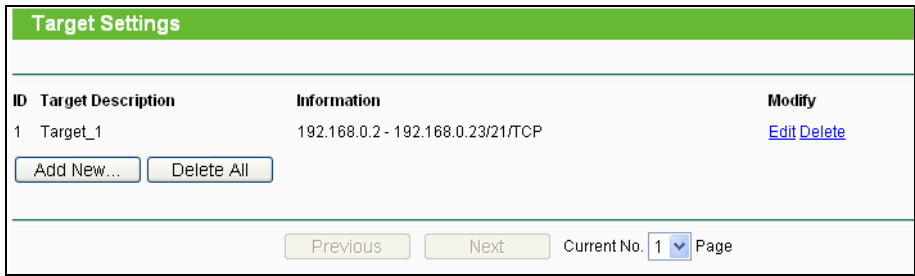 Target Settings
ID Target Description Information Modify
1 Target_1 192.168.0.2 - 192.168.0.23/21/TCP Edit Delete
Add New... Delete All
Previous Next Current No. 1 Page